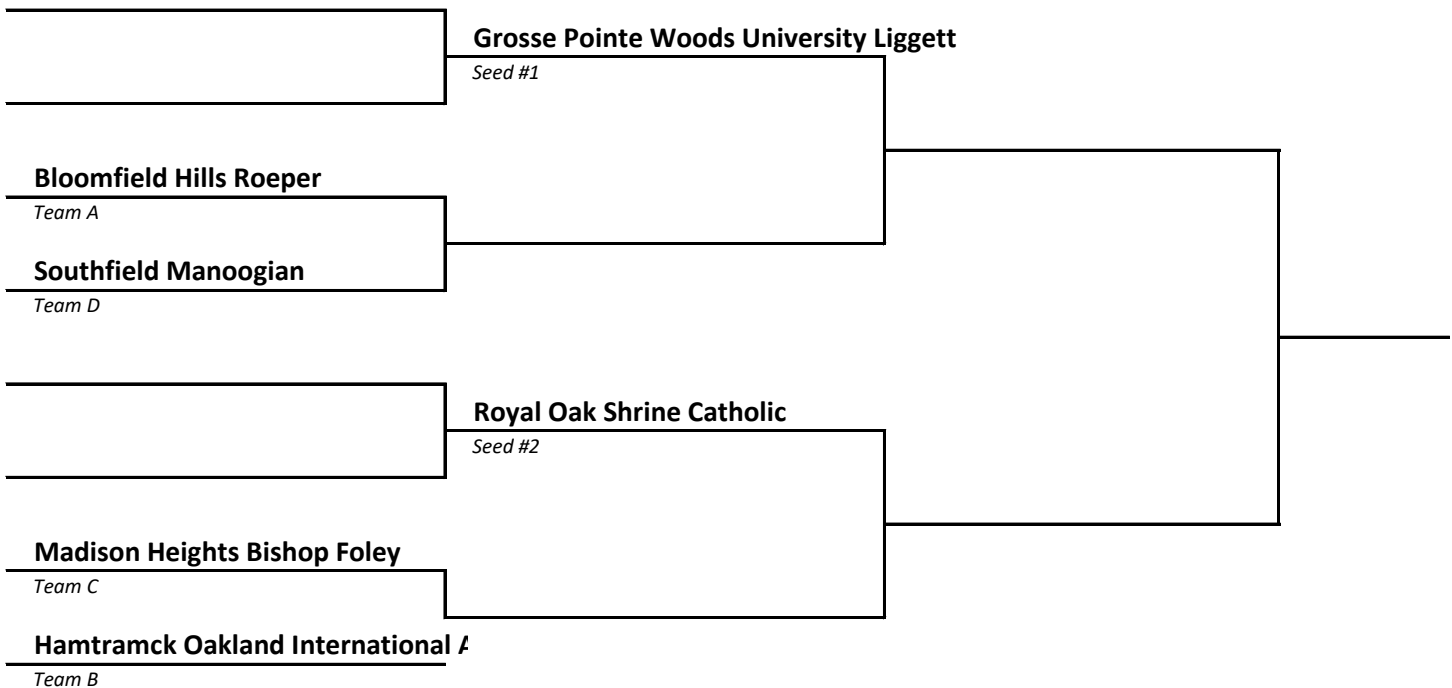 Grosse Pointe Woods University Liggett
Seed #1
Bloomfield Hills Roeper
Team A
Southfield Manoogian
Team D
Royal Oak Shrine Catholic
Seed #2
Madison Heights Bishop Foley
Team C
Hamtramck Oakland International
Team B